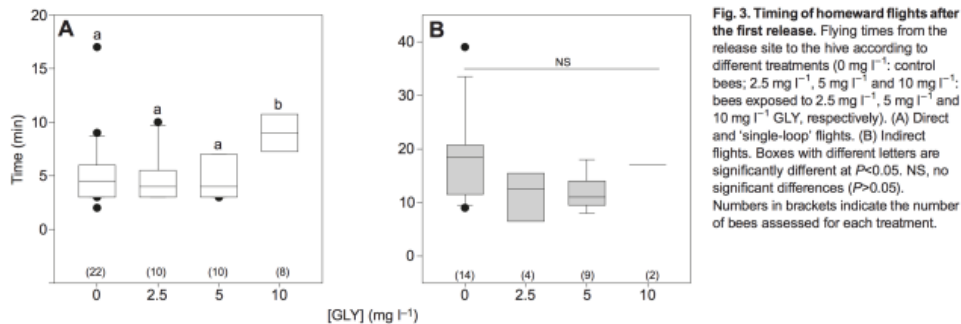 A
B
20
15
10
5
0
Time (min)
a
a
a
b
(22)
(10)
(10)
(8)
0
2.5
5
10
40
30
20
10
0
NS
(14)
(4)
(9)
(2)
0
2.5
5
10
[GLY] (mg l⁻¹)
Fig. 3. Timing of homeward flights after
the first release. Flying times from the
release site to the hive according to
different treatments (0 mg l⁻¹: control
bees; 2.5 mg l⁻¹, 5 mg l⁻¹ and 10 mg l⁻¹:
bees exposed to 2.5 mg l⁻¹, 5 mg l⁻¹ and
10 mg l⁻¹ GLY, respectively). (A) Direct
and ‘single-loop’ flights. (B) Indirect
flights. Boxes with different letters are
significantly different at P<0.05. NS, no
significant differences (P>0.05).
Numbers in brackets indicate the number
of bees assessed for each treatment.